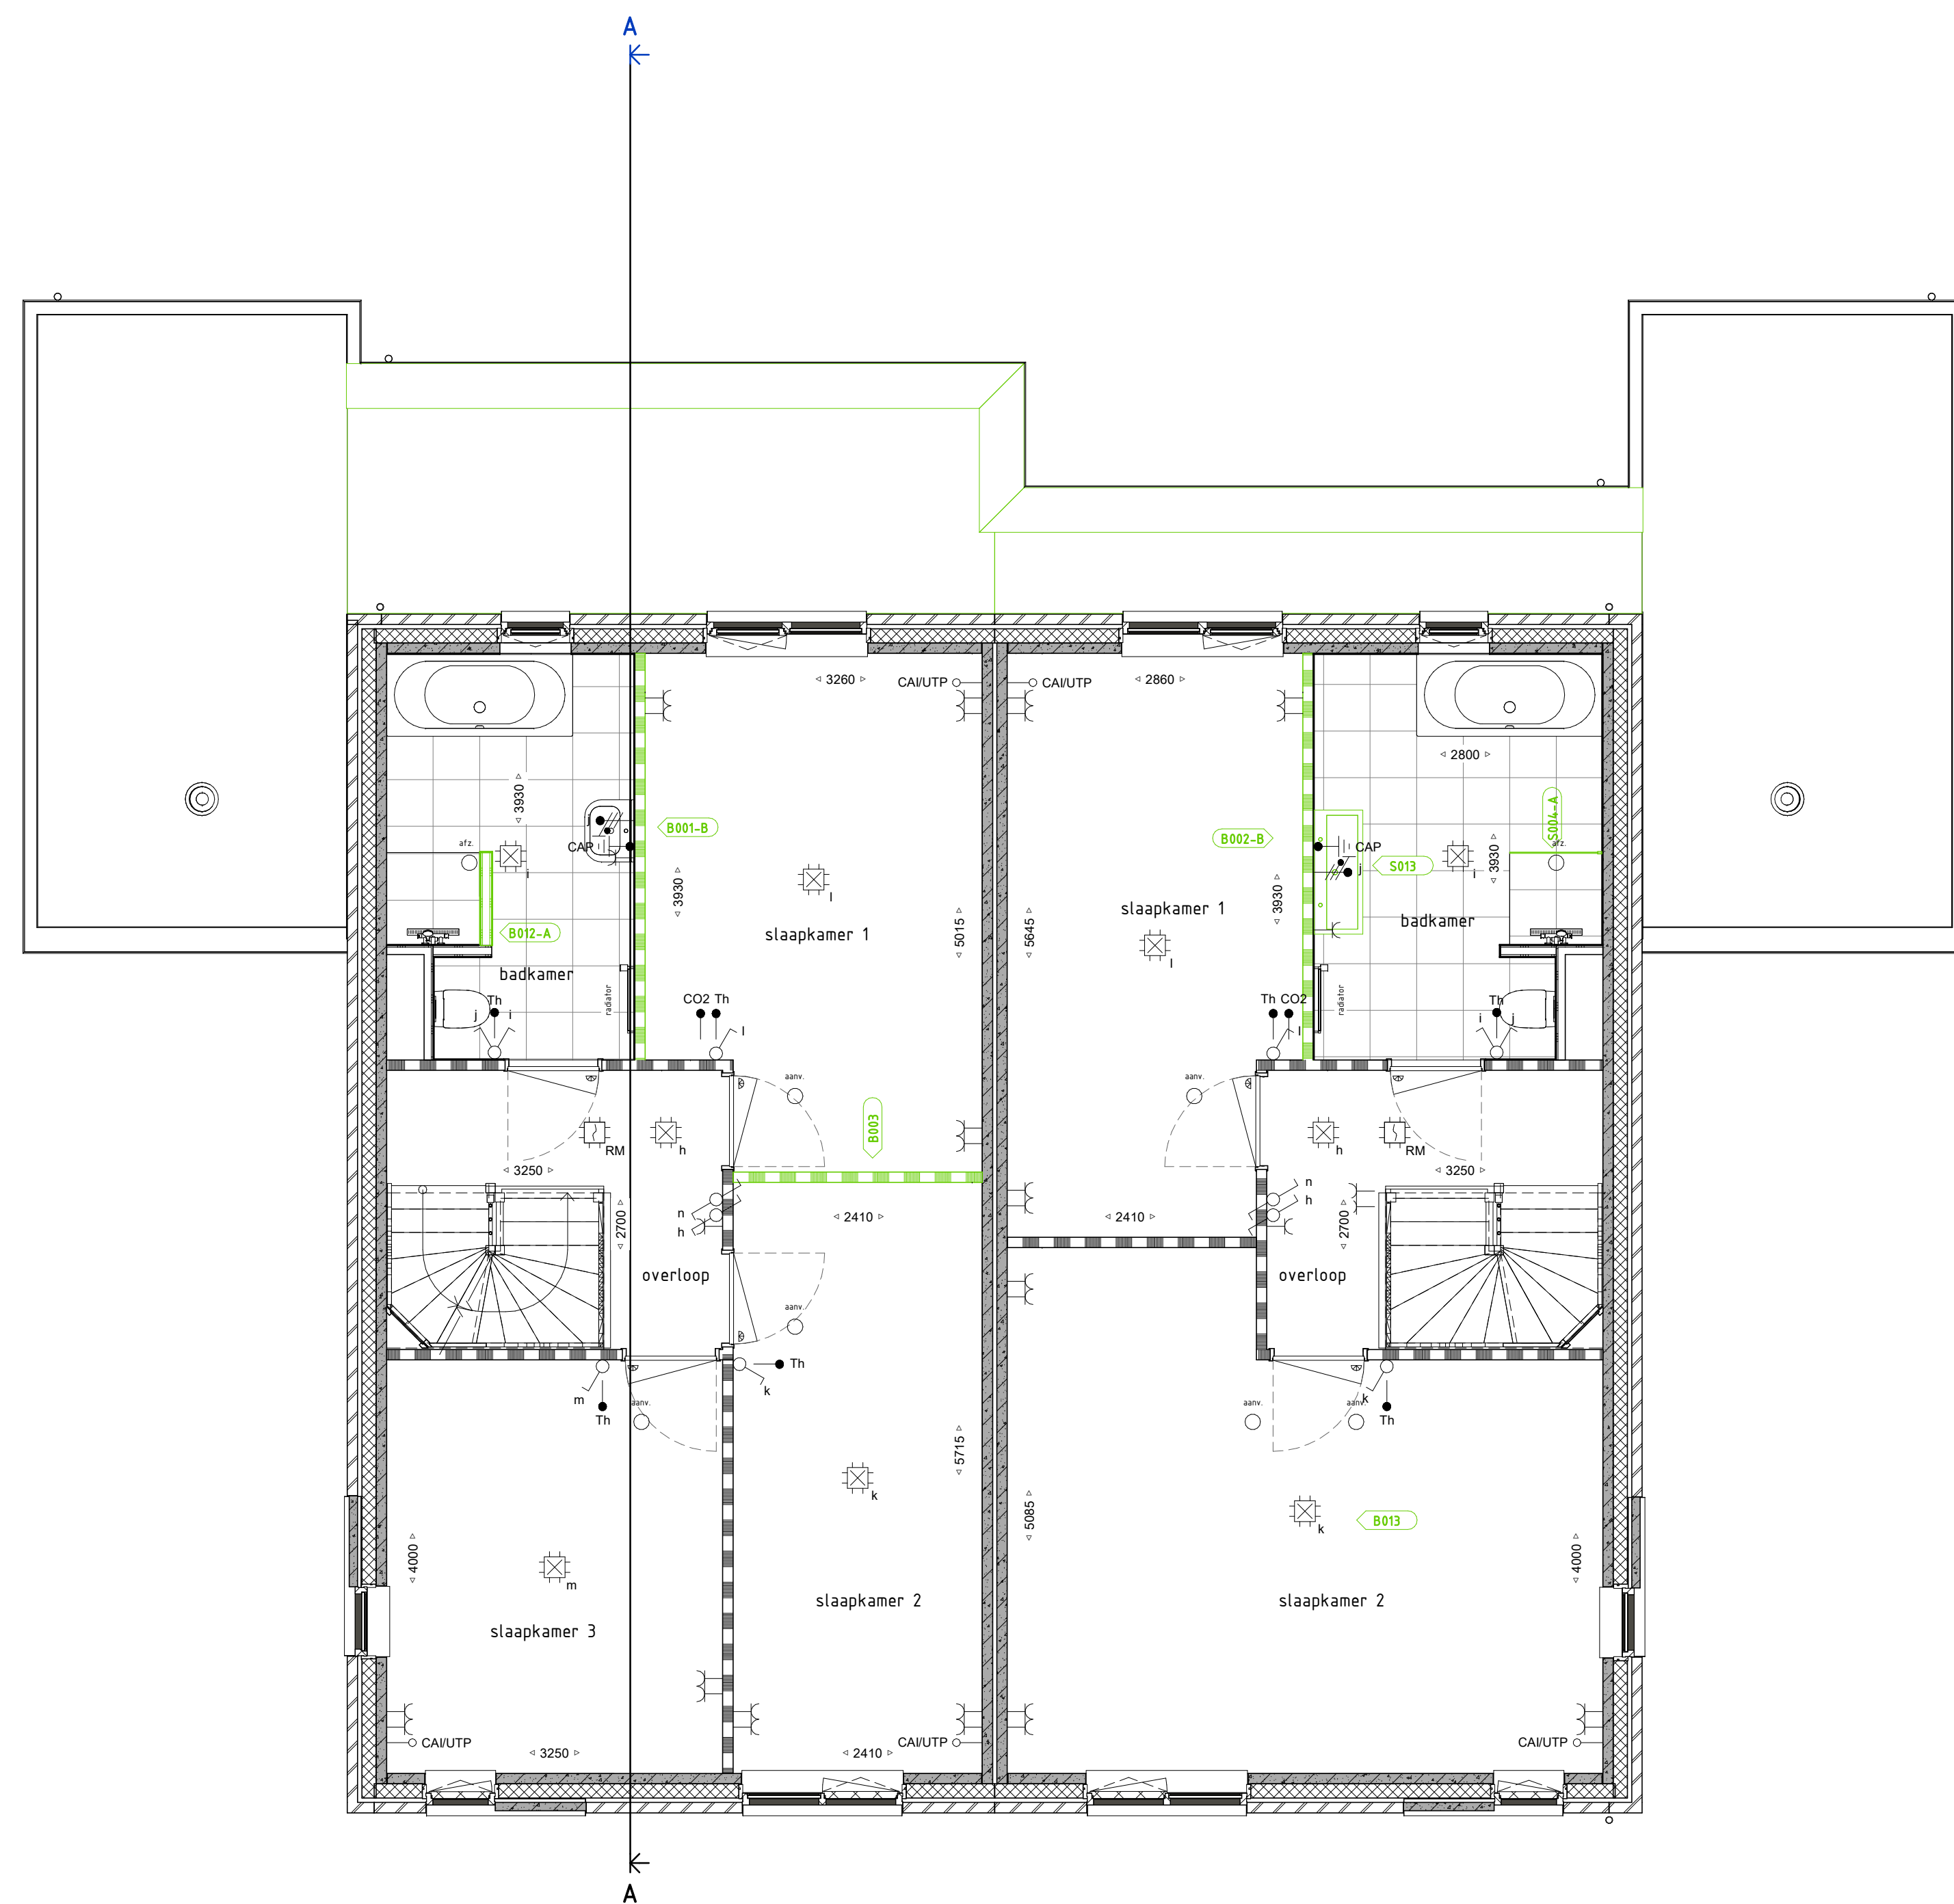 A
3260
CAI/UTP
CAI/UTP
2860
2800
3930
B001-B
B002-B
S004-A
afz.
j
CAP
i
CAP
j
S013
afz.
3930
i
3930
l
slaapkamer 1
5015
5645
slaapkamer 1
l
3930
badkamer
B012-A
badkamer
radiator
Th
j
i
CO2 Th
l
Th CO2
l
radiator
Th
i
j
aanv.
aanv.
B003
RM
h
h
RM
3250
3250
n
h
2700
2410
2410
n
h
2700
overloop
overloop
aanv.
Th
k
m
Th
aanv.
aanv.
aanv.
k
Th
5715
k
5085
k
B013
4000
m
4000
slaapkamer 3
slaapkamer 2
slaapkamer 2
CAI/UTP
3250
2410
CAI/UTP
CAI/UTP
A